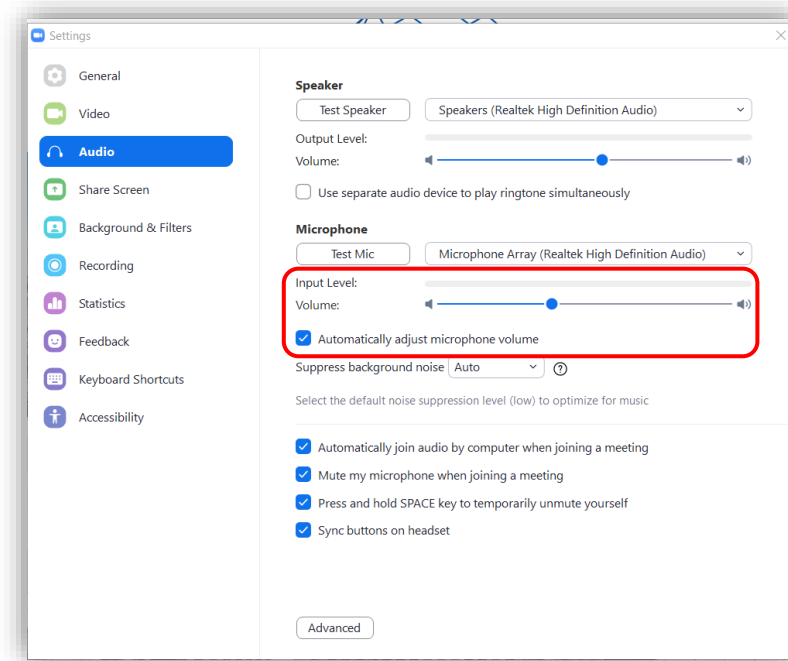 Settings
General
Video
Audio
Share Screen
Background & Filters
Recording
Statistics
Feedback
Keyboard Shortcuts
Accessibility
Speaker
Test Speaker
Speakers (Realtek High Definition Audio)
Output Level:
Volume:
Use separate audio device to play ringtone simultaneously
Microphone
Test Mic
Microphone Array (Realtek High Definition Audio)
Input Level:
Volume:
Automatically adjust microphone volume
Suppress background noise Auto
Select the default noise suppression level (low) to optimize for music
Automatically join audio by computer when joining a meeting
Mute my microphone when joining a meeting
Press and hold SPACE key to temporarily unmute yourself
Sync buttons on headset
Advanced